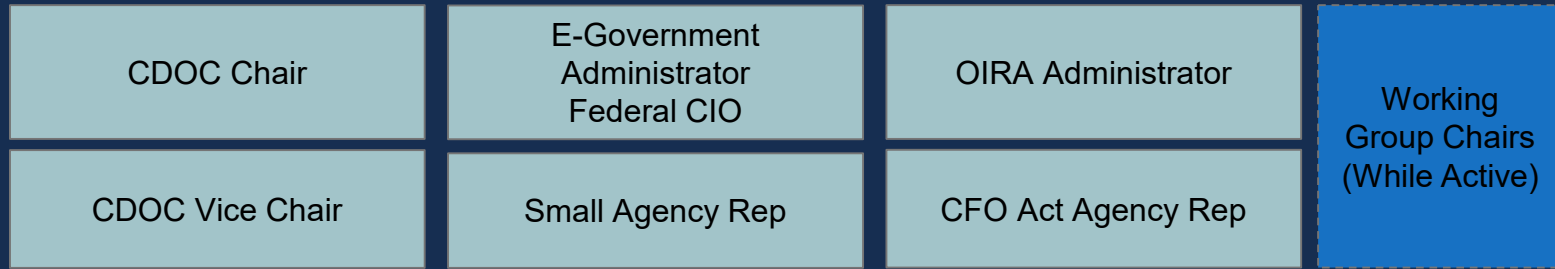 CDOC Chair
E-Government
Administrator
Federal CIO
OIRA Administrator
Working
Group Chairs
(While Active)
CDOC Vice Chair
Small Agency Rep
CFO Act Agency Rep